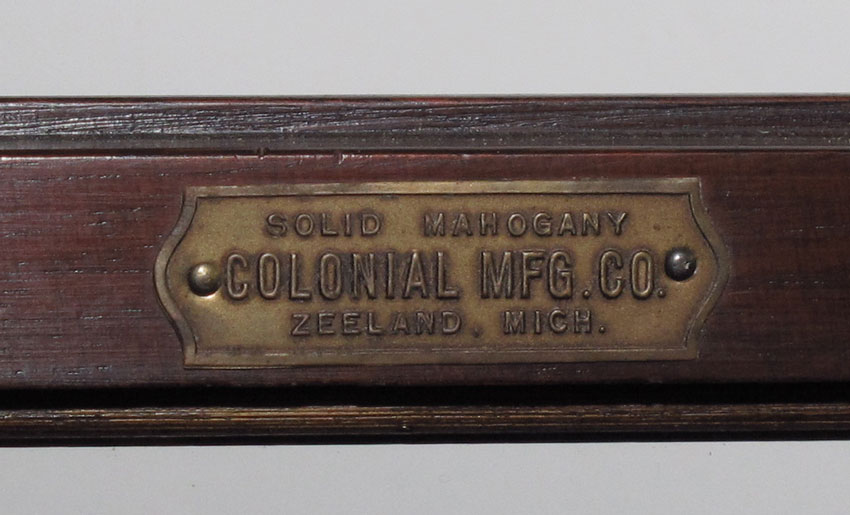 SOLID MAHOGANY
COLONIAL MFG. CO.
ZEELAND, MICH.